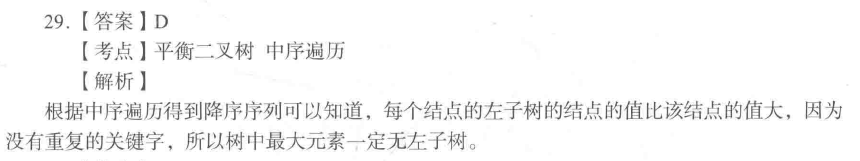 29.【答案】D
【考点】平衡二叉树 中序遍历
【解析】
根据中序遍历得到降序序列可以知道，每个结点的左子树的结点的值比该结点的值大，因为
没有重复的关键字，所以树中最大元素一定无左子树。